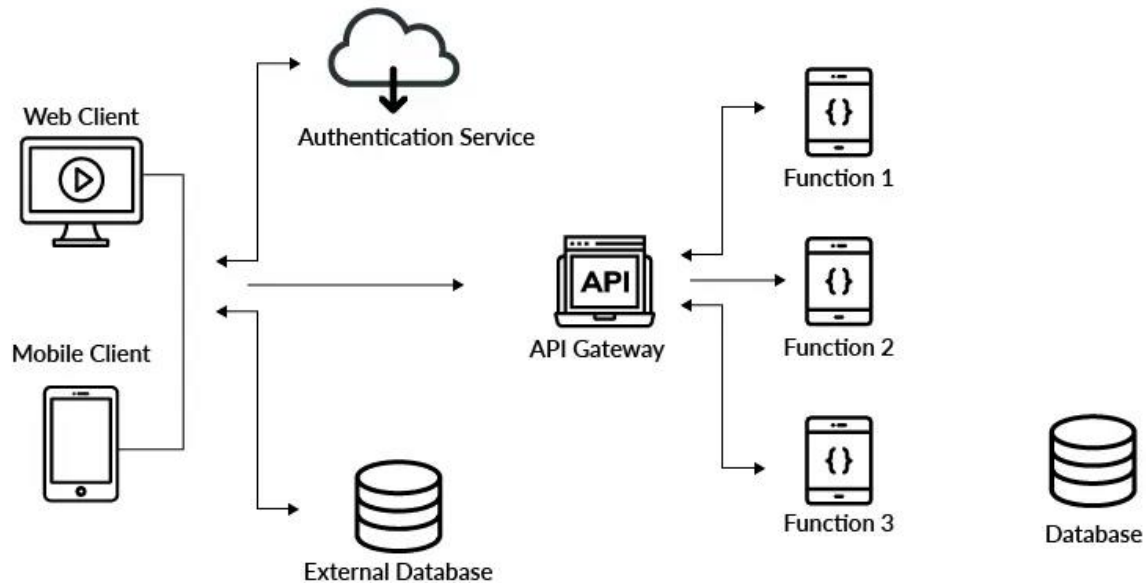 Web Client
Authentication Service
Mobile Client
External Database
API
API Gateway
{}
Function 1
{}
Function 2
{}
Function 3
Database